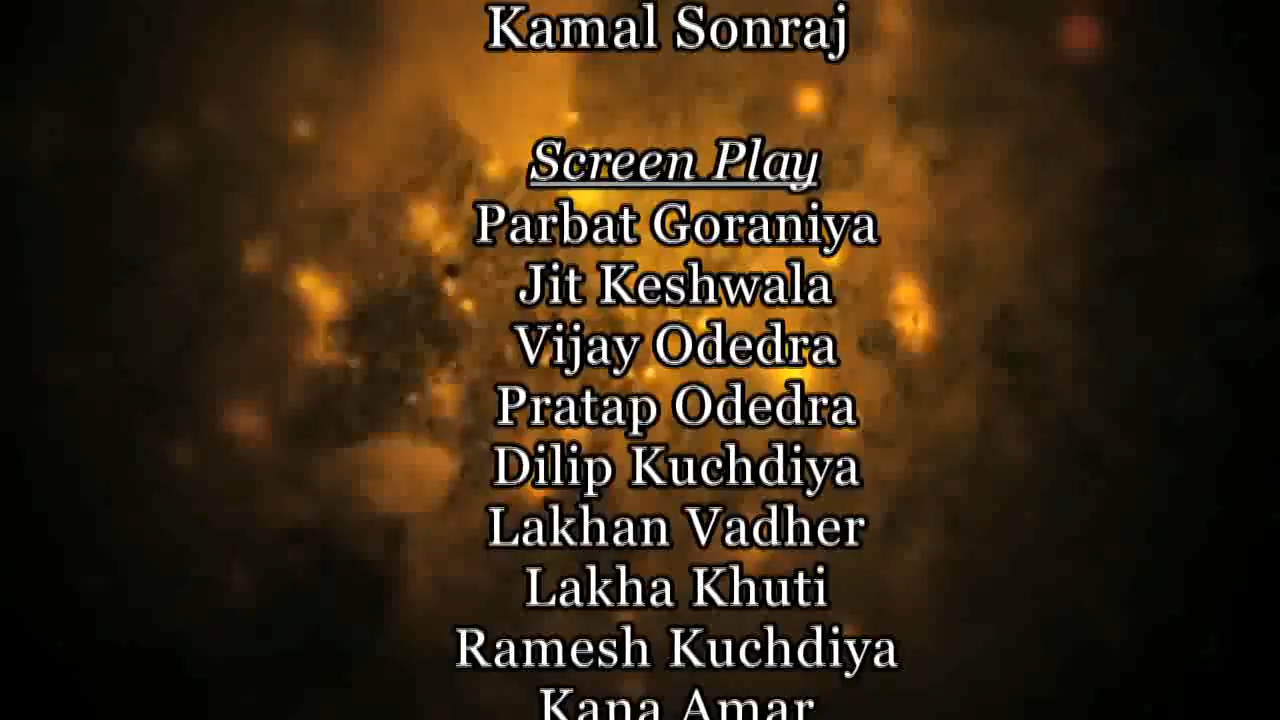 Kamal Sonraj
Screen Play
Parbat Goraniya
Jit Keshwala
Vijay Odedra
Pratap Odedra
Dilip Kuchdiya
Lakhan Vadher
Lakha Khuti
Ramesh Kuchdiya
Kana Amar